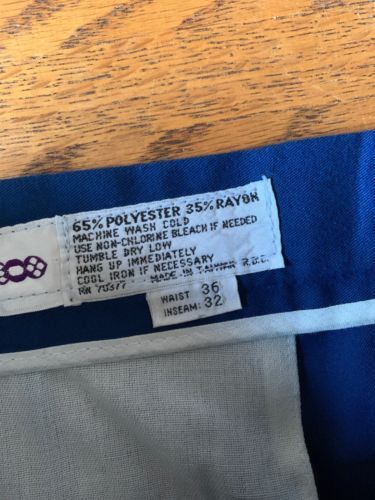 65% POLYESTER 35% RAYON
MACHINE WASH COLD
USE NON-CHLORINE BLEACH IF NEEDED
TUMBLE DRY LOW
HANG UP IMMEDIATELY
COOL IRON IF NECESSARY
RN 70377 MADE IN TAIWAN R.O.C.
WAIST 36
INSEAM: 32